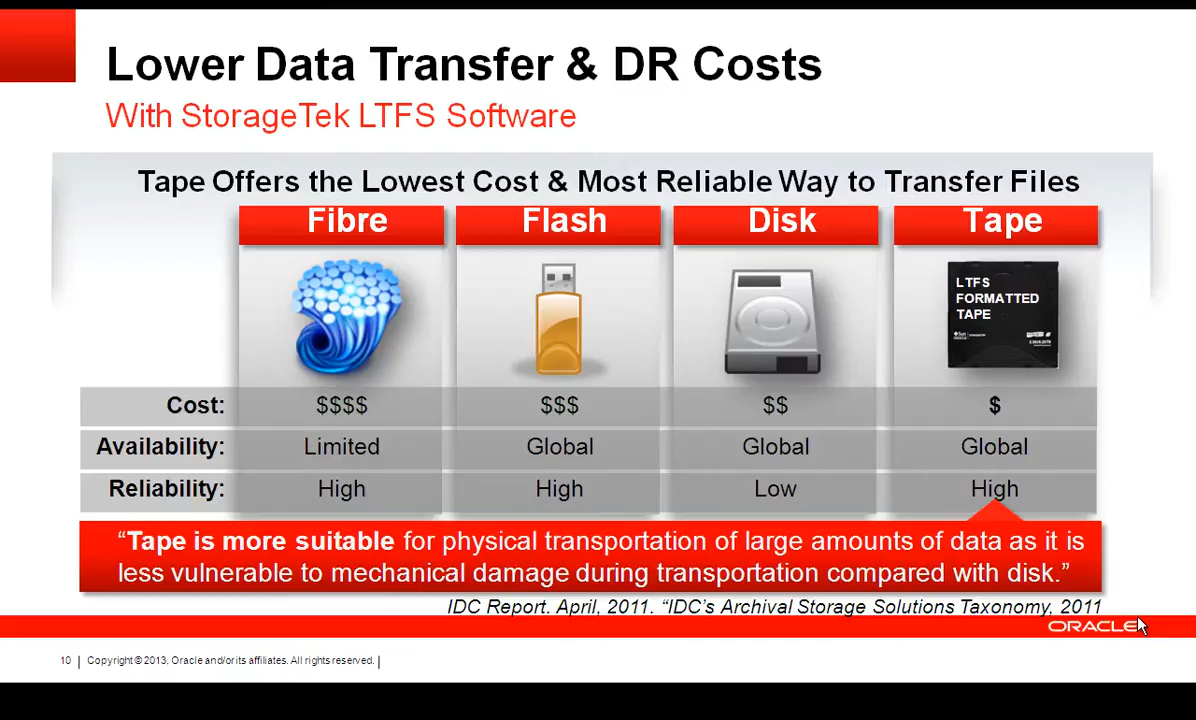 Lower Data Transfer & DR Costs
With StorageTek LTFS Software
Tape Offers the Lowest Cost & Most Reliable Way to Transfer Files
Fibre Flash Disk Tape
LTFS
FORMATTED
TAPE
Cost: $$$$ $$$ $$ $
Availability: Limited Global Global Global
Reliability: High High Low High
“Tape is more suitable for physical transportation of large amounts of data as it is
less vulnerable to mechanical damage during transportation compared with disk.”
IDC Report. April, 2011. “IDC's Archival Storage Solutions Taxonomy, 2011
ORACLE
10 | Copyright © 2013, Oracle and/or its affiliates. All rights reserved. |